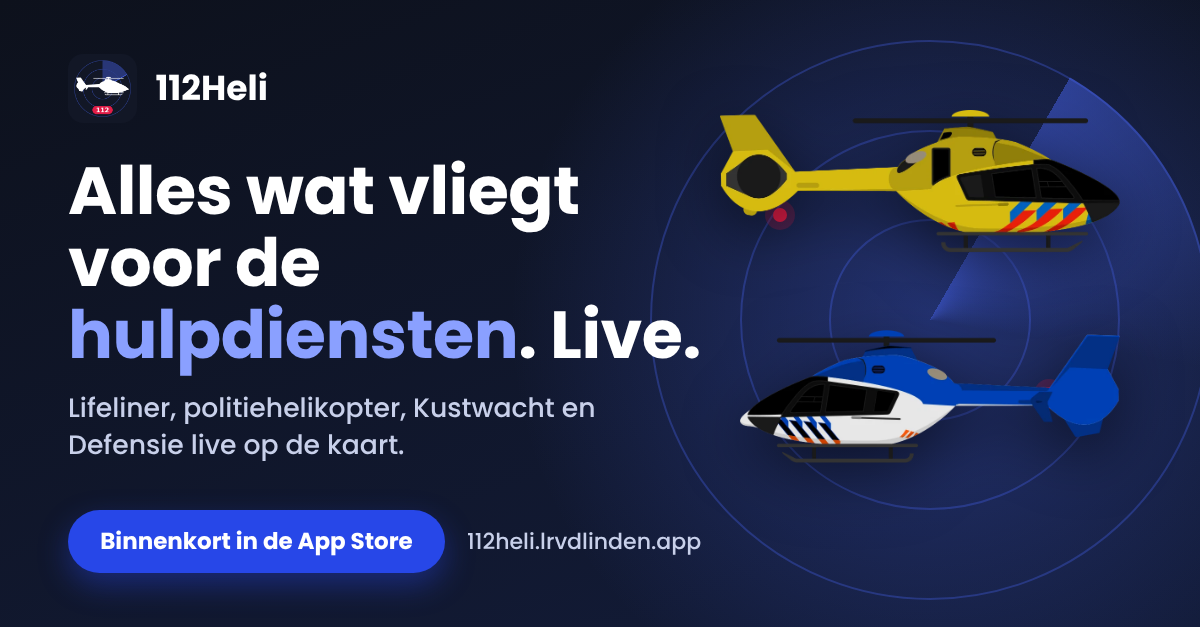 112
112Heli
Alles wat vliegt
voor de
hulpdiensten. Live.
Lifeliner, politiehelikopter, Kustwacht en
Defensie live op de kaart.
Binnenkort in de App Store
112heli.lrvdlinden.app